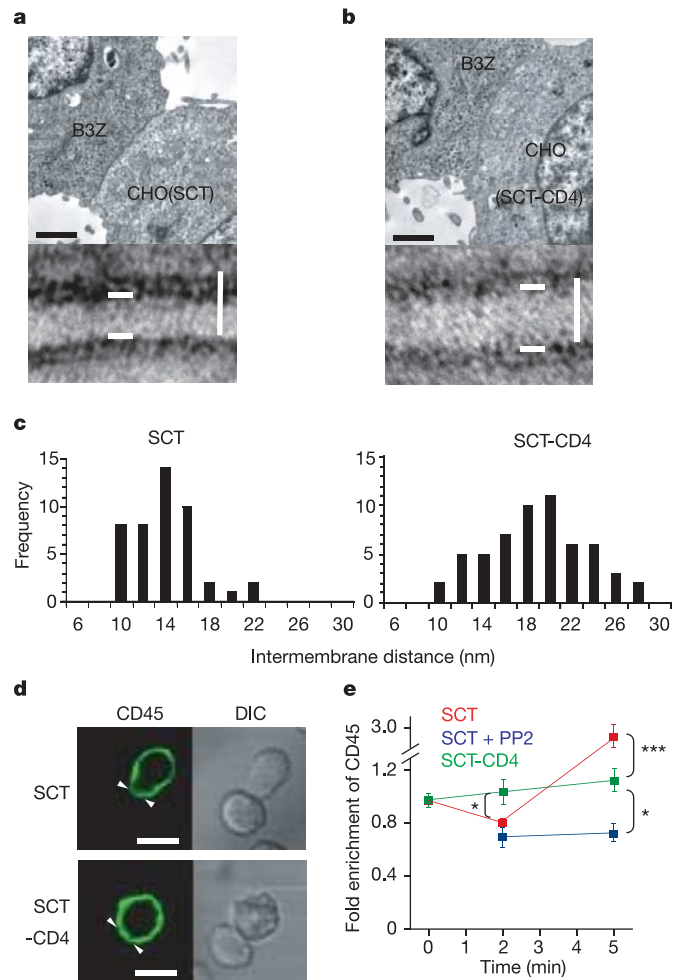 a
b
B3Z
CHO(SCT)
B3Z
CHO
(SCT-CD4)
c
SCT
SCT-CD4
Frequency
15
10
5
0
6 10 14 18 22 26 30
15
10
5
0
6 10 14 18 22 26 30
Intermembrane distance (nm)
d
CD45 DIC
SCT
SCT
-CD4
e
SCT
SCT + PP2
SCT-CD4
Fold enrichment of CD45
3.0
1.2
0.8
0.4
0
***
*
*
0 1 2 3 4 5
Time (min)